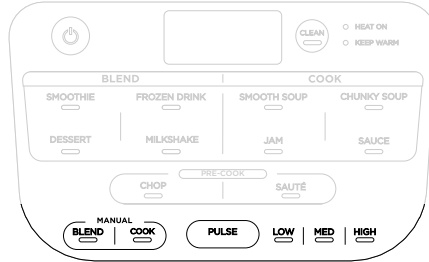 CLEAN
HEAT ON
KEEP WARM
BLEND COOK
SMOOTHIE FROZEN DRINK SMOOTH SOUP CHUNKY SOUP
DESSERT MILKSHAKE JAM SAUCE
PRE-COOK
CHOP SAUTÉ
MANUAL
BLEND COOK PULSE LOW MED HIGH